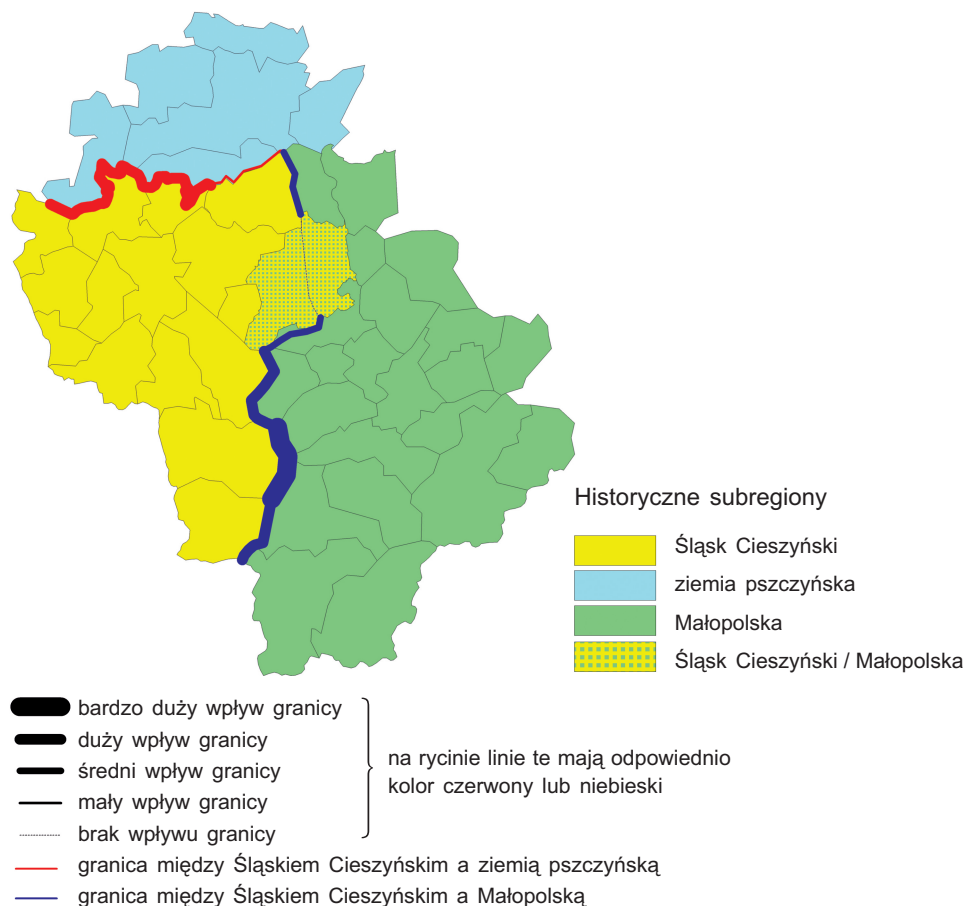 Historyczne subregiony
Śląsk Cieszyński
ziemia pszczyńska
Małopolska
Śląsk Cieszyński / Małopolska
bardzo duży wpływ granicy
duży wpływ granicy
średni wpływ granicy
mały wpływ granicy
brak wpływu granicy
na rycinie linie te mają odpowiednio
kolor czerwony lub niebieski
granica między Śląskiem Cieszyńskim a ziemią pszczyńską
granica między Śląskiem Cieszyńskim a Małopolską